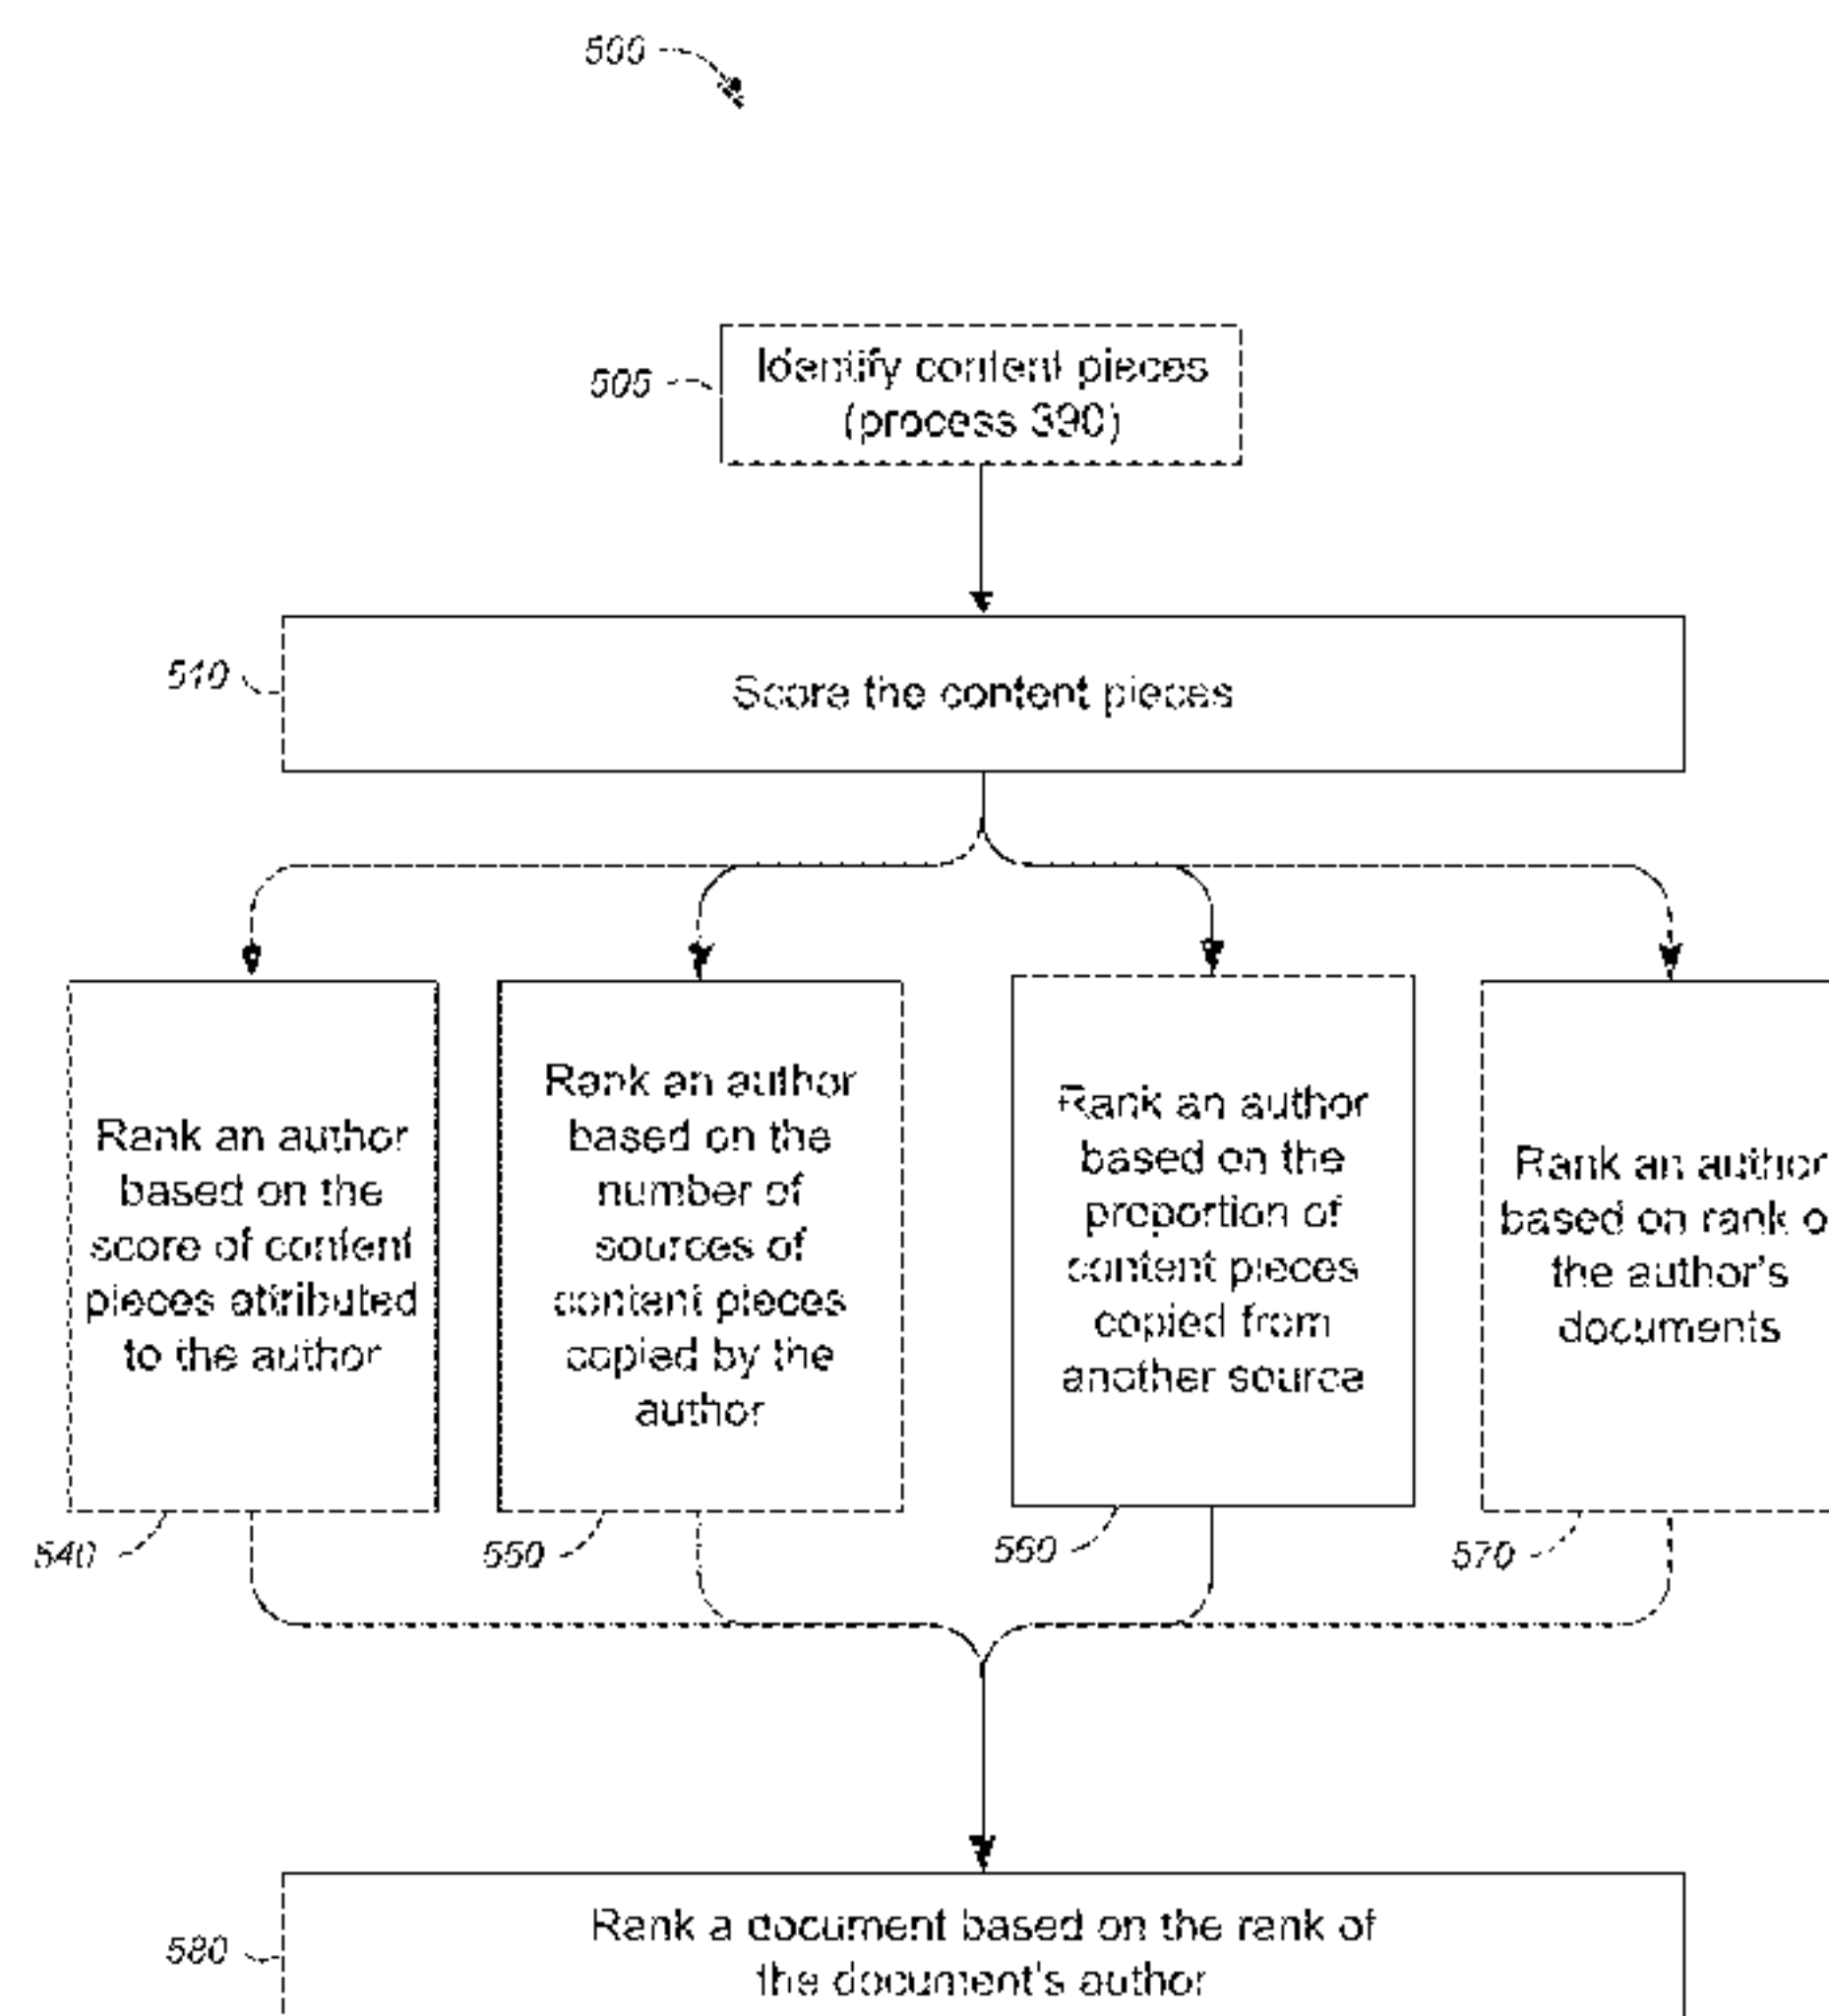 500
505
Identify content pieces
(process 390)
510
Score the content pieces
Rank an author
based on the
score of content
pieces attributed
to the author
540
Rank an author
based on the
number of
sources of
content pieces
copied by the
author
550
Rank an author
based on the
proportion of
content pieces
copied from
another source
560
Rank an author
based on rank o
the author's
documents
570
580
Rank a document based on the rank of
the document's author